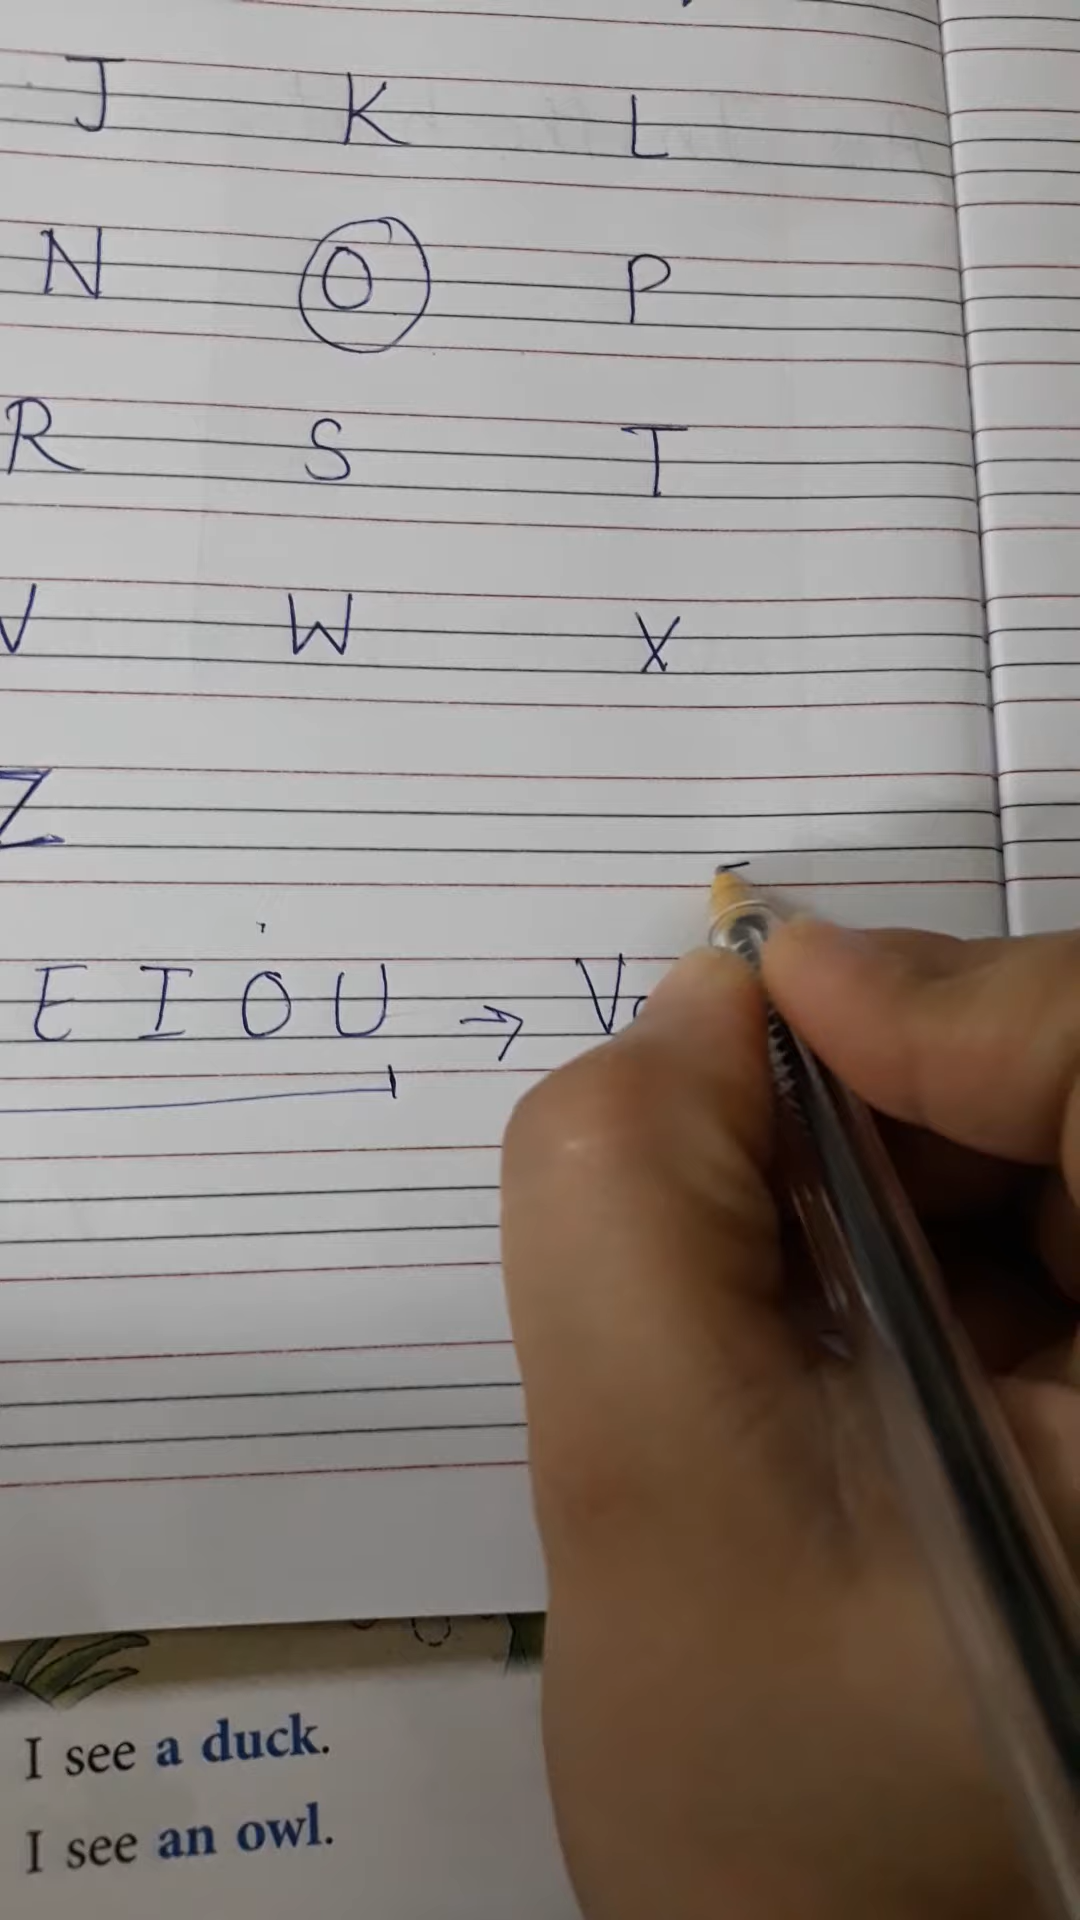 J K L
N O P
R S T
V W X
Z
E I O U → V
I see a duck.
I see an owl.